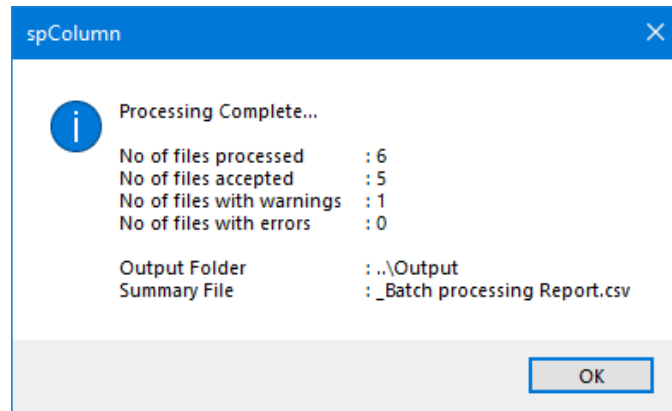 spColumn
Processing Complete...
No of files processed : 6
No of files accepted : 5
No of files with warnings : 1
No of files with errors : 0
Output Folder : ..\Output
Summary File : _Batch processing Report.csv
OK